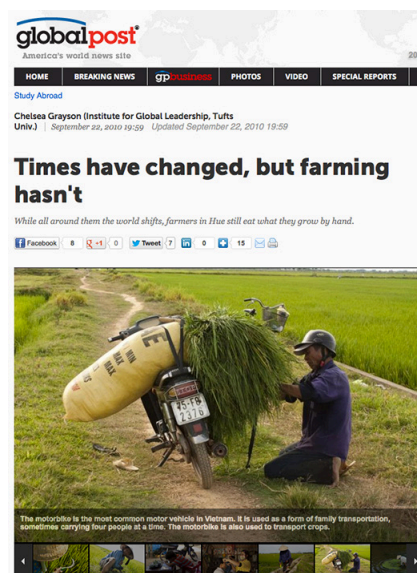 globalpost
America's world news site
20
HOME BREAKING NEWS gpbusiness PHOTOS VIDEO SPECIAL REPORTS
Study Abroad
Chelsea Grayson (Institute for Global Leadership, Tufts
Univ.) | September 22, 2010 19:59 Updated September 22, 2010 19:59
Times have changed, but farming
hasn't
While all around them the world shifts, farmers in Hue still eat what they grow by hand.
Facebook 8 +1 0 Tweet 7 in 0 15
MAX MIN
The motorbike is the most common motor vehicle in Vietnam. It is used as a form of family transportation,
sometimes carrying four people at a time. The motorbike is also used to transport crops.